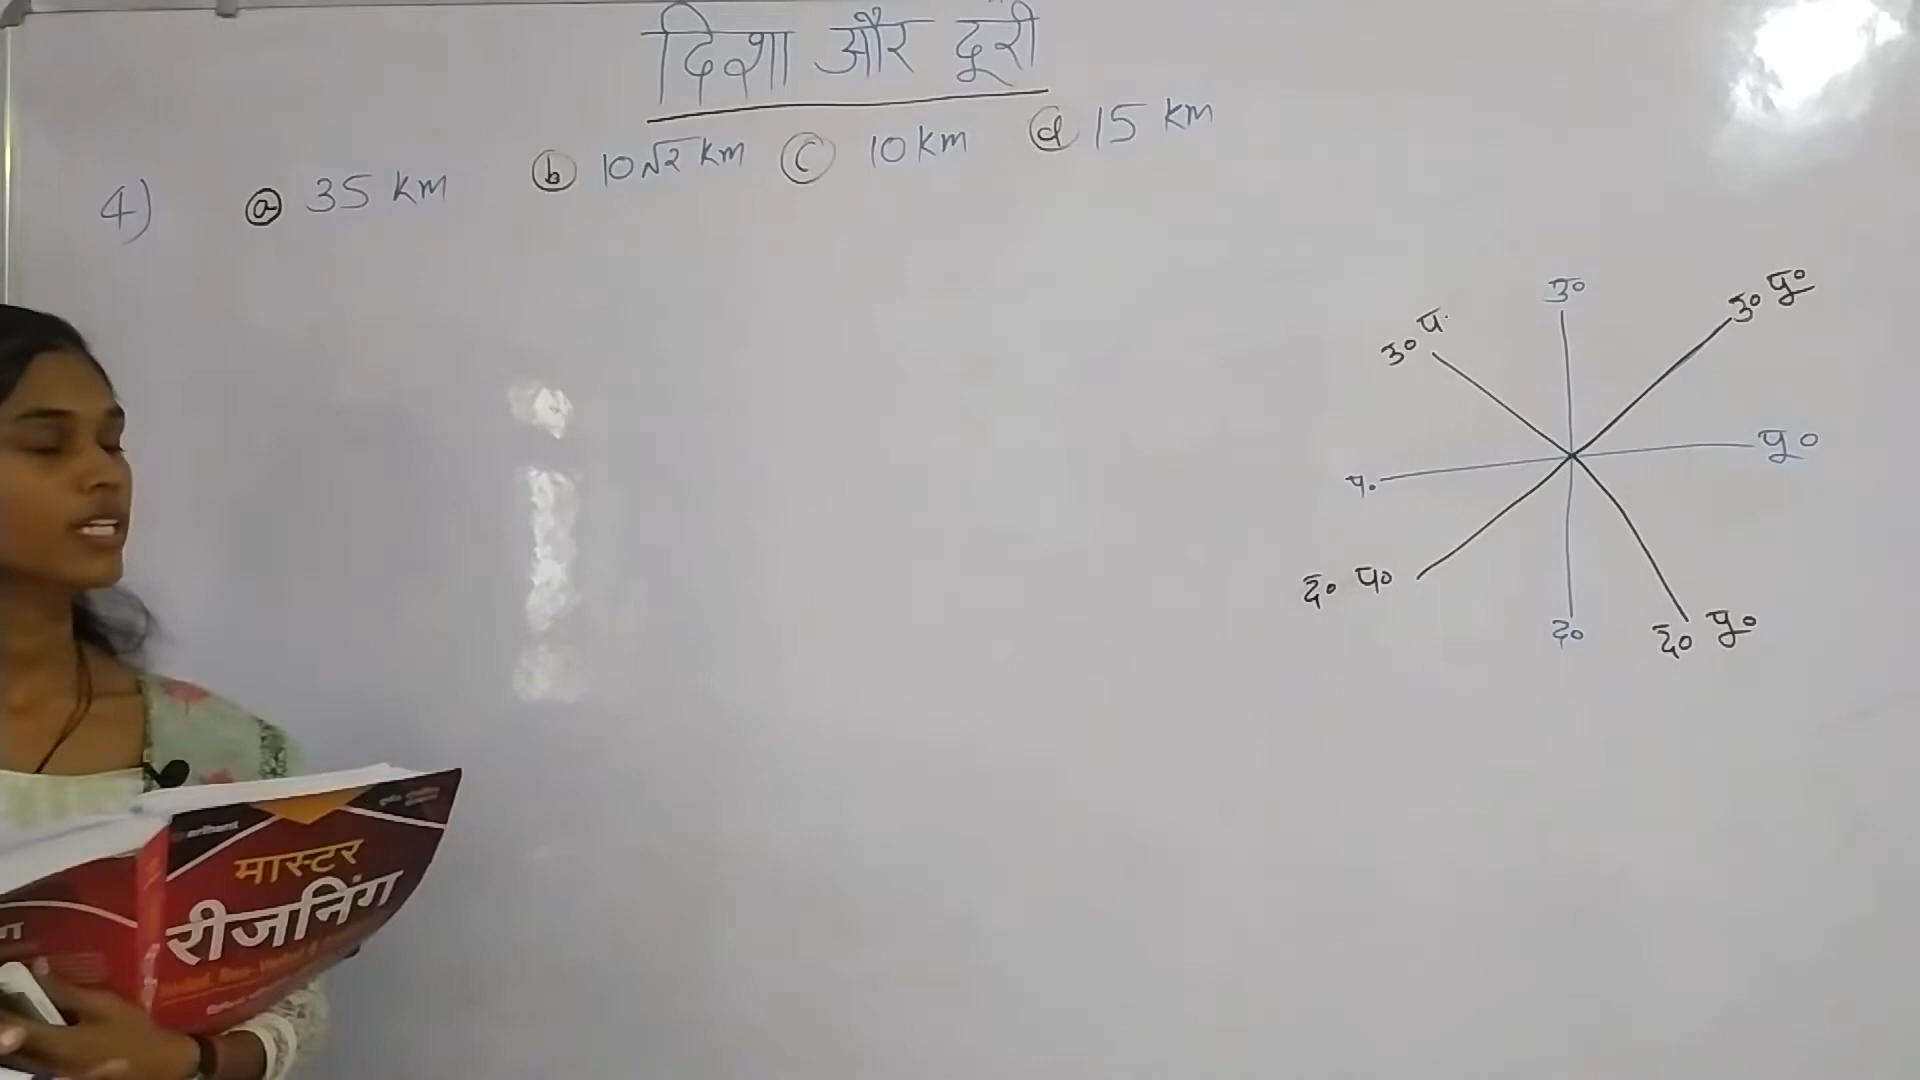 दिशा और दूरी
4) ⓐ 35 km ⓑ 10√2 km ⓒ 10 km ⓓ 15 km
उ० प. उ० उ० पू०
प. पू०
द० प० द० द० पू०
arihant
मास्टर
रीजनिंग